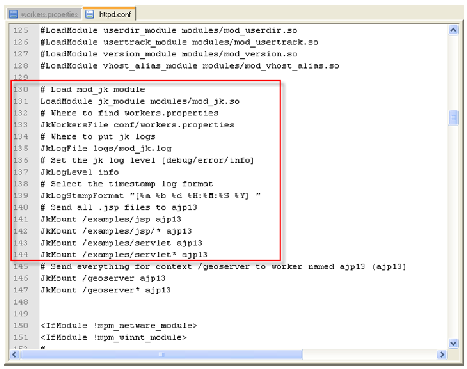 workers.properties httpd.conf
125 #LoadModule userdir_module modules/mod_userdir.so
126 #LoadModule usertrack_module modules/mod_usertrack.so
127 #LoadModule version_module modules/mod_version.so
128 #LoadModule vhost_alias_module modules/mod_vhost_alias.so
129
130 # Load mod_jk module
131 LoadModule jk_module modules/mod_jk.so
132 # Where to find workers.properties
133 JkWorkersFile conf/workers.properties
134 # Where to put jk logs
135 JkLogFile logs/mod_jk.log
136 # Set the jk log level [debug/error/info]
137 JkLogLevel info
138 # Select the timestamp log format
139 JkLogStampFormat "[%a %b %d %H:%M:%S %Y] "
140 # Send all .jsp files to ajp13
141 JkMount /examples/jsp ajp13
142 JkMount /examples/jsp/* ajp13
143 JkMount /examples/servlet ajp13
144 JkMount /examples/servlet* ajp13
145 # Send everything for context /geoserver to worker named ajp13 (ajp13)
146 JkMount /geoserver ajp13
147 JkMount /geoserver* ajp13
148
149
150 <IfModule !mpm_netware_module>
151 <IfModule !mpm_winnt_module>
#